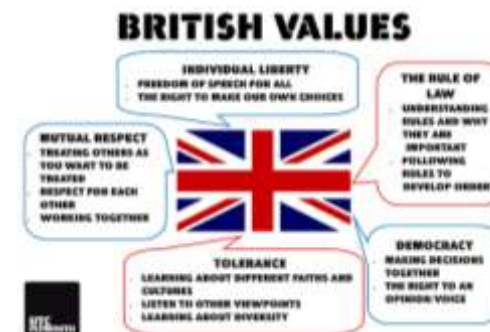 BRITISH VALUES
INDIVIDUAL LIBERTY
FREEDOM OF SPEECH FOR ALL
THE RIGHT TO MAKE OUR OWN CHOICES
THE RULE OF
LAW
UNDERSTANDING
RULES AND WHY
THEY ARE
IMPORTANT
FOLLOWING
RULES TO
DEVELOP ORDER
MUTUAL RESPECT
TREATING OTHERS AS
YOU WANT TO BE
TREATED
RESPECT FOR EACH
OTHER
WORKING TOGETHER
TOLERANCE
LEARNING ABOUT DIFFERENT FAITHS AND
CULTURES
LISTEN TO OTHER VIEWPOINTS
LEARNING ABOUT DIVERSITY
DEMOCRACY
MAKING DECISIONS
TOGETHER
THE RIGHT TO AN
OPINION/VOICE